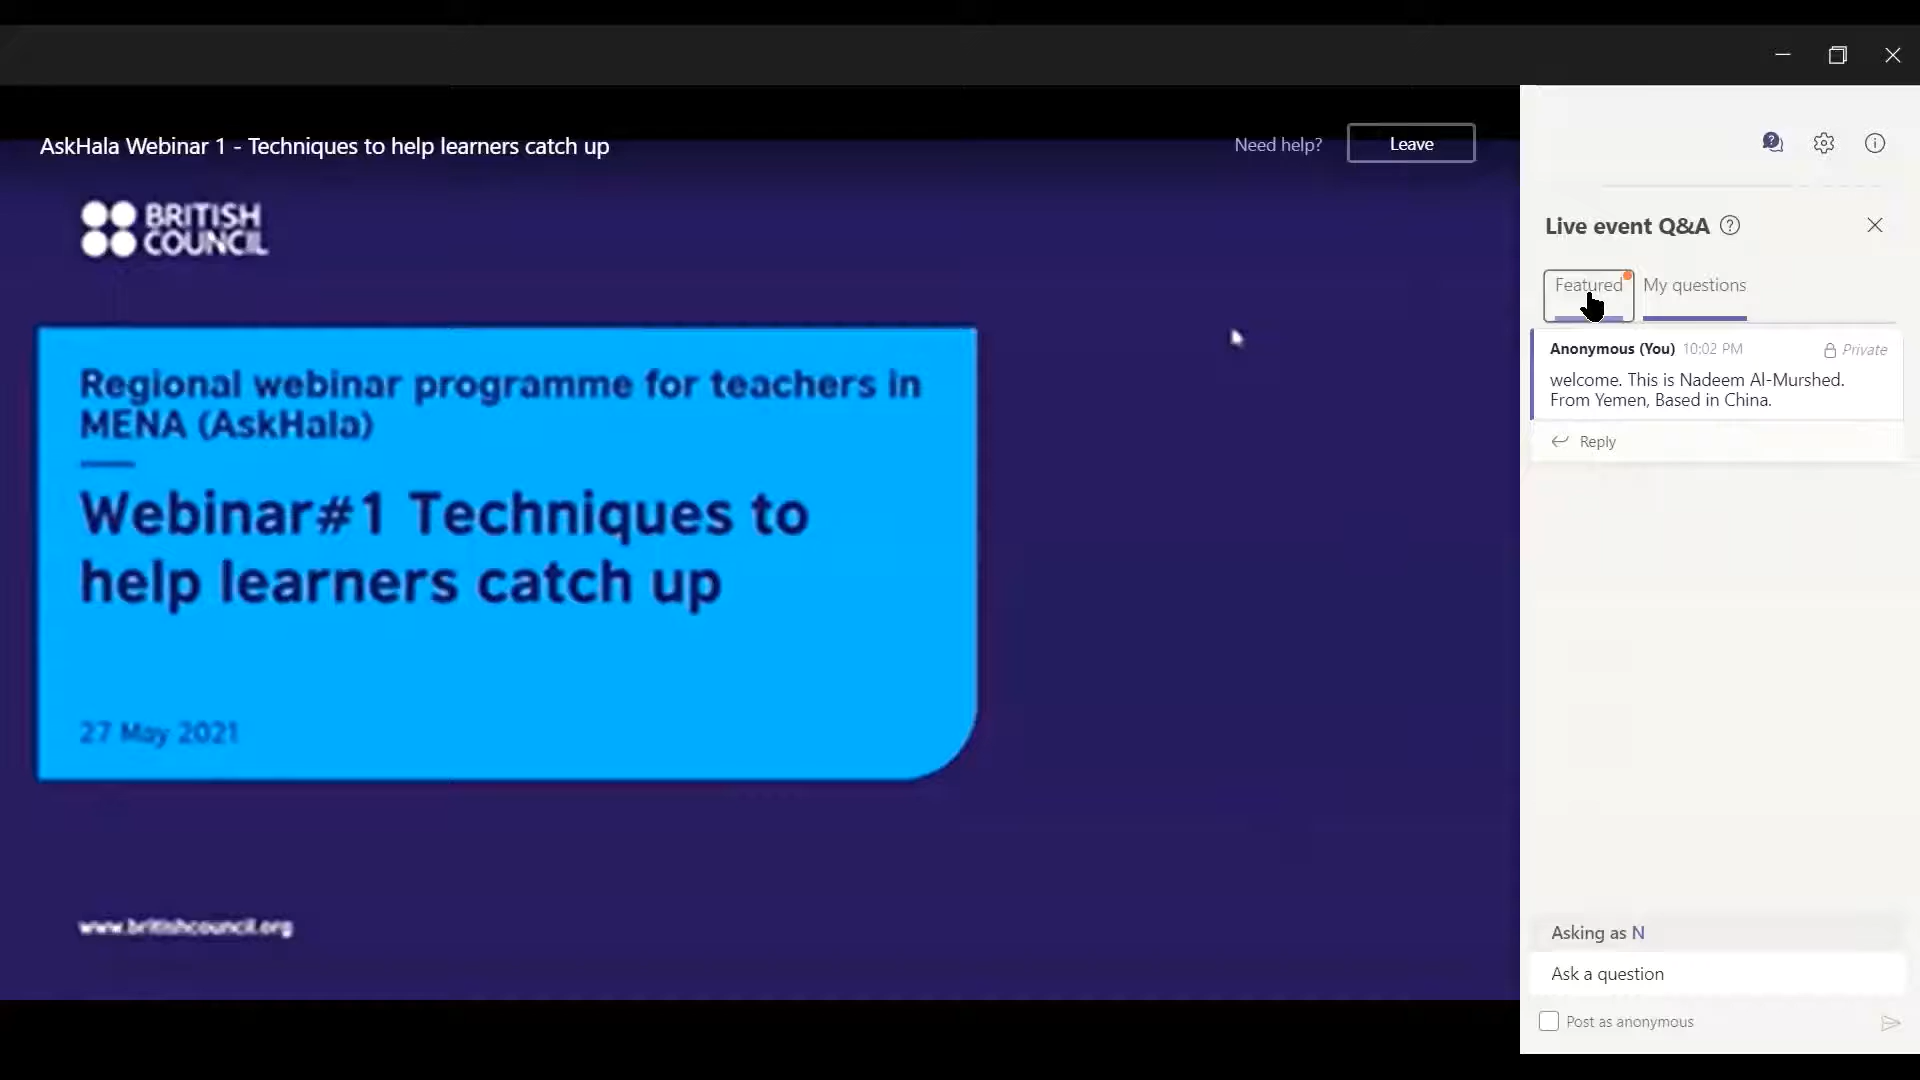 AskHala Webinar 1 - Techniques to help learners catch up
Need help?
Leave
BRITISH
COUNCIL
Regional webinar programme for teachers in
MENA (AskHala)
Webinar#1 Techniques to
help learners catch up
27 May 2021
www.britishcouncil.org
Live event Q&A
Featured
My questions
Anonymous (You) 10:02 PM Private
welcome. This is Nadeem Al-Murshed.
From Yemen, Based in China.
Reply
Asking as N
Ask a question
Post as anonymous